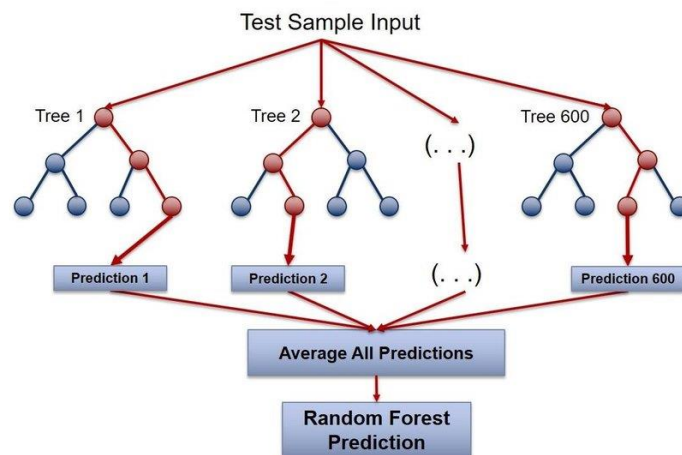 Test Sample Input
Tree 1
Tree 2
Tree 600
(. . .)
(. . .)
Prediction 1
Prediction 2
Prediction 600
Average All Predictions
Random Forest
Prediction